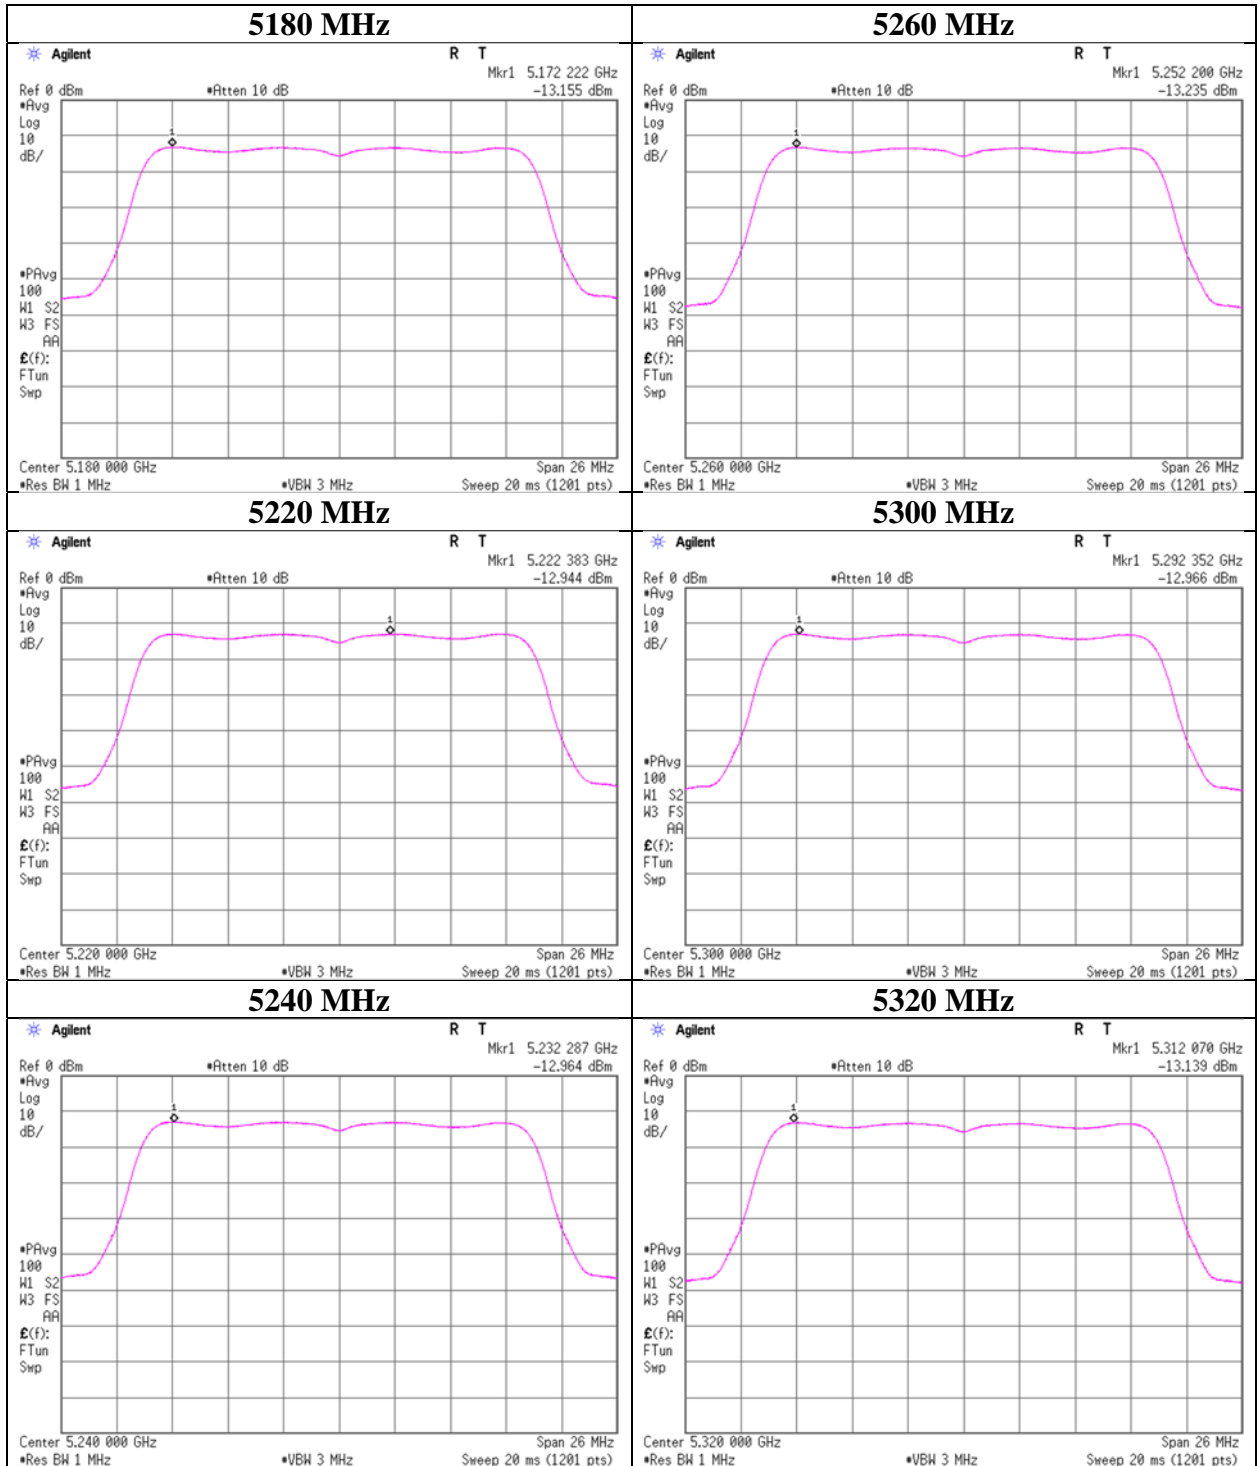 5180 MHz
Agilent R T
Mkr1 5.172 222 GHz
Ref 0 dBm *Atten 10 dB -13.155 dBm
*Avg
Log
10
dB/
1
*PAvg
100
W1 S2
W3 FS
AA
£(f):
FTun
Swp
Center 5.180 000 GHz Span 26 MHz
*Res BW 1 MHz *VBW 3 MHz Sweep 20 ms (1201 pts)
5260 MHz
Agilent R T
Mkr1 5.252 200 GHz
Ref 0 dBm *Atten 10 dB -13.235 dBm
*Avg
Log
10
dB/
1
*PAvg
100
W1 S2
W3 FS
AA
£(f):
FTun
Swp
Center 5.260 000 GHz Span 26 MHz
*Res BW 1 MHz *VBW 3 MHz Sweep 20 ms (1201 pts)
5220 MHz
Agilent R T
Mkr1 5.222 383 GHz
Ref 0 dBm *Atten 10 dB -12.944 dBm
*Avg
Log
10
dB/
1
*PAvg
100
W1 S2
W3 FS
AA
£(f):
FTun
Swp
Center 5.220 000 GHz Span 26 MHz
*Res BW 1 MHz *VBW 3 MHz Sweep 20 ms (1201 pts)
5300 MHz
Agilent R T
Mkr1 5.292 352 GHz
Ref 0 dBm *Atten 10 dB -12.966 dBm
*Avg
Log
10
dB/
1
*PAvg
100
W1 S2
W3 FS
AA
£(f):
FTun
Swp
Center 5.300 000 GHz Span 26 MHz
*Res BW 1 MHz *VBW 3 MHz Sweep 20 ms (1201 pts)
5240 MHz
Agilent R T
Mkr1 5.232 287 GHz
Ref 0 dBm *Atten 10 dB -12.964 dBm
*Avg
Log
10
dB/
1
*PAvg
100
W1 S2
W3 FS
AA
£(f):
FTun
Swp
Center 5.240 000 GHz Span 26 MHz
*Res BW 1 MHz *VBW 3 MHz Sweep 20 ms (1201 pts)
5320 MHz
Agilent R T
Mkr1 5.312 070 GHz
Ref 0 dBm *Atten 10 dB -13.139 dBm
*Avg
Log
10
dB/
1
*PAvg
100
W1 S2
W3 FS
AA
£(f):
FTun
Swp
Center 5.320 000 GHz Span 26 MHz
*Res BW 1 MHz *VBW 3 MHz Sweep 20 ms (1201 pts)